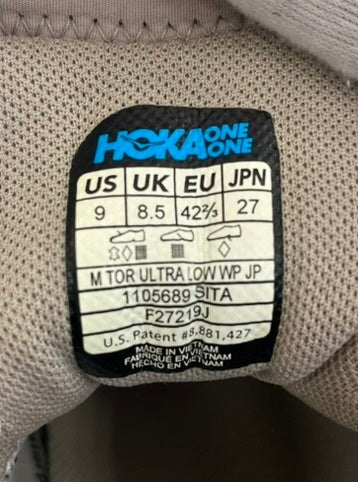 HOKA ONE ONE
US UK EU JPN
9 8.5 42⅔ 27
M TOR ULTRA LOW WP JP
1105689 SITA
F27219J
U.S. Patent #8,881,427
MADE IN VIETNAM
FABRIQUÉ EN VIETNAM
HECHO EN VIETNAM